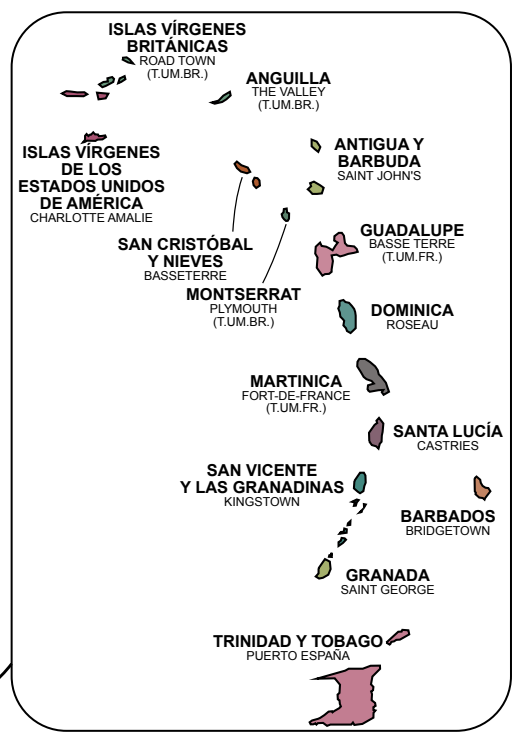 ISLAS VÍRGENES
BRITÁNICAS
ROAD TOWN
(T.UM.BR.)
ANGUILLA
THE VALLEY
(T.UM.BR.)
ISLAS VÍRGENES
DE LOS
ESTADOS UNIDOS
DE AMÉRICA
CHARLOTTE AMALIE
ANTIGUA Y
BARBUDA
SAINT JOHN'S
SAN CRISTÓBAL
Y NIEVES
BASSETERRE
GUADALUPE
BASSE TERRE
(T.UM.FR.)
MONTSERRAT
PLYMOUTH
(T.UM.BR.)
DOMINICA
ROSEAU
MARTINICA
FORT-DE-FRANCE
(T.UM.FR.)
SANTA LUCÍA
CASTRIES
SAN VICENTE
Y LAS GRANADINAS
KINGSTOWN
BARBADOS
BRIDGETOWN
GRANADA
SAINT GEORGE
TRINIDAD Y TOBAGO
PUERTO ESPAÑA